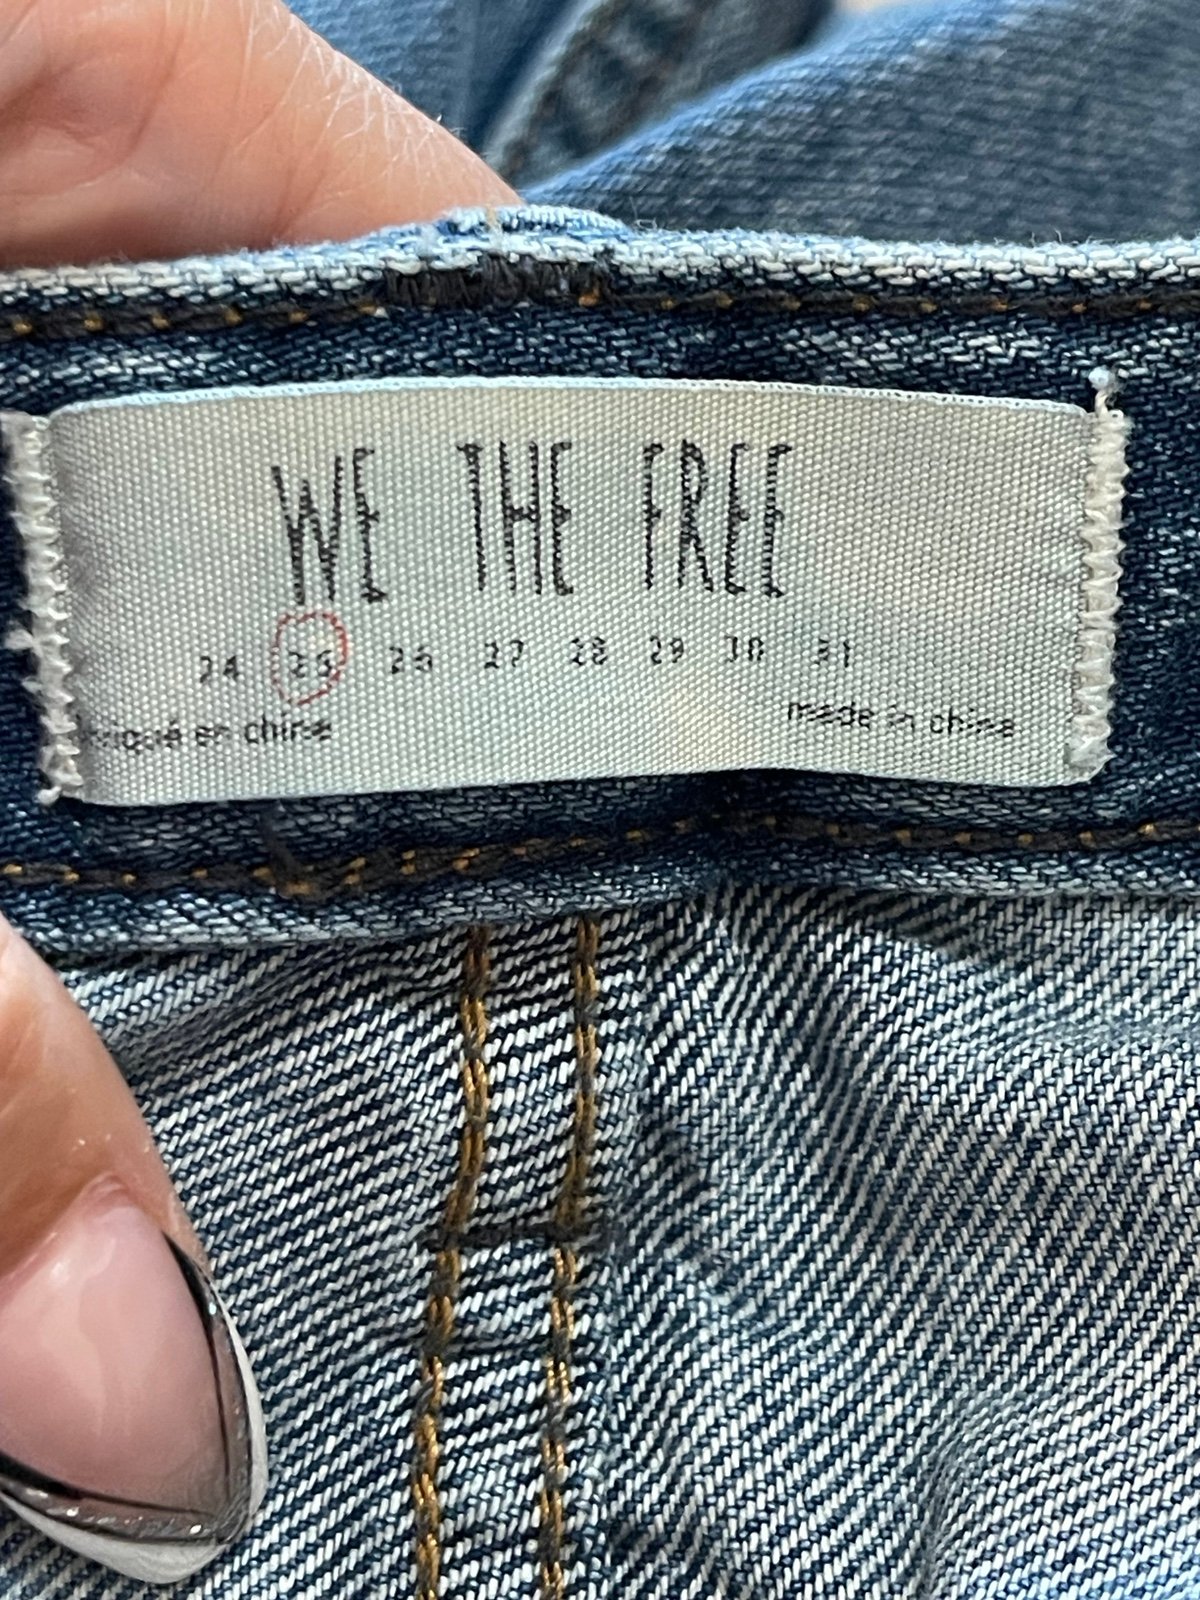 WE THE FREE
24 25 26 27 28 29 30 31
en chine made in china